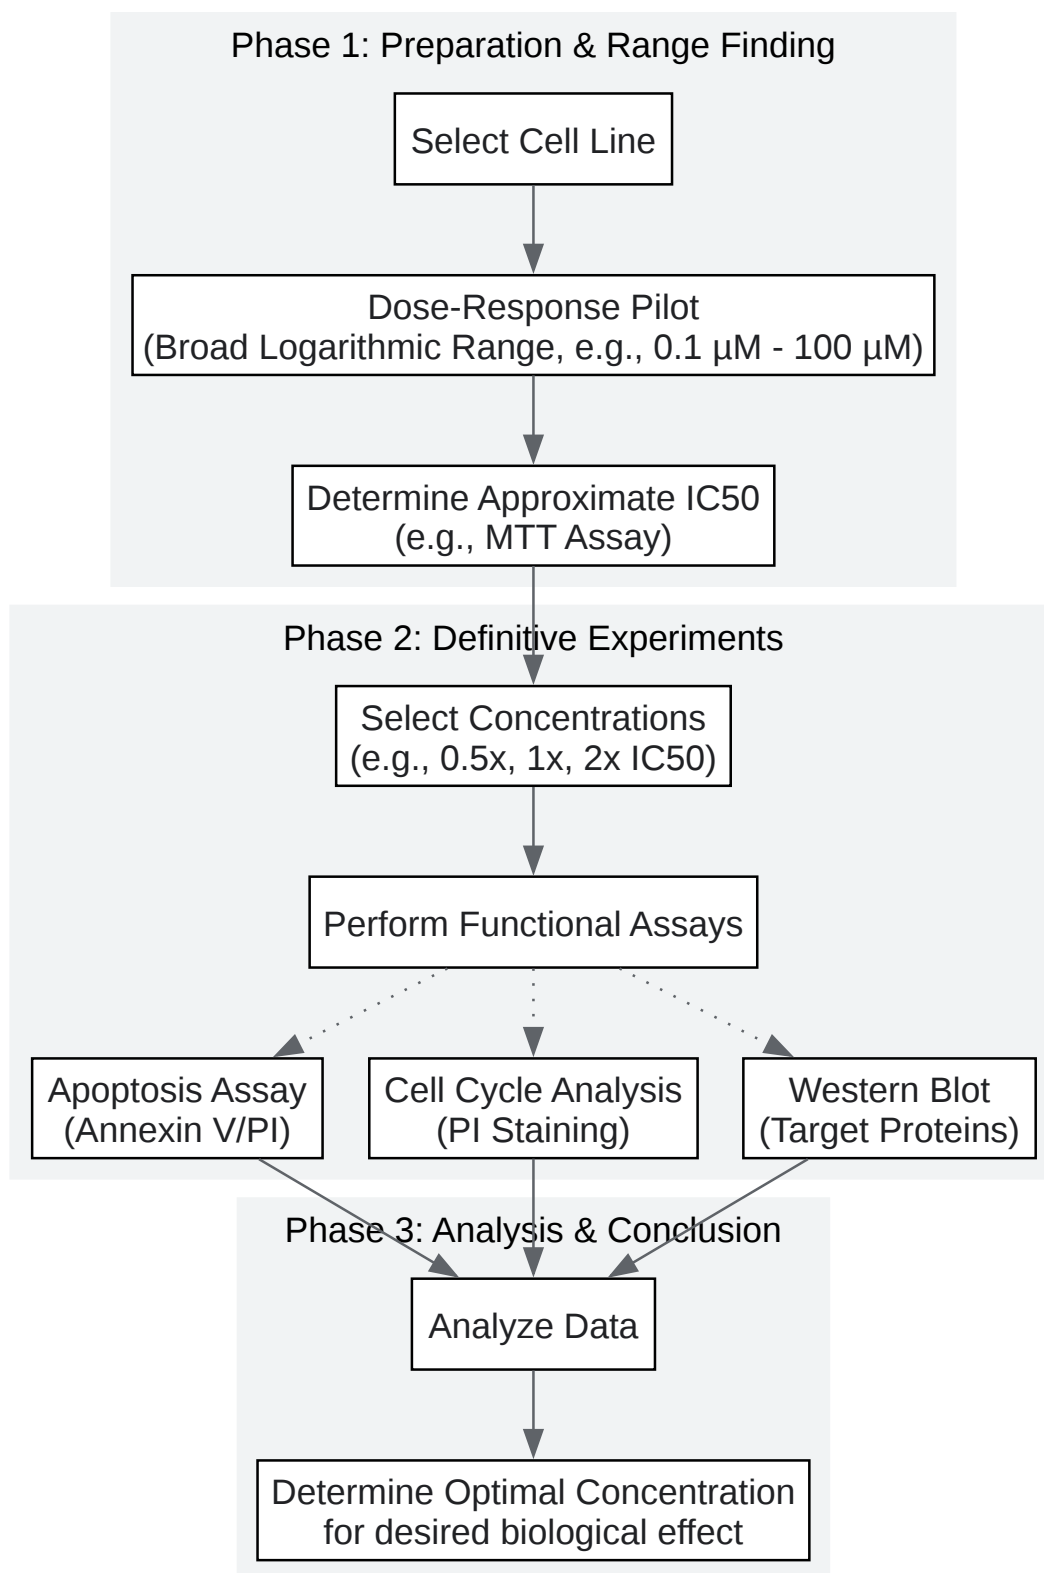 Phase 1: Preparation & Range Finding
Select Cell Line
Dose-Response Pilot
(Broad Logarithmic Range, e.g., 0.1 µM - 100 µM)
Determine Approximate IC50
(e.g., MTT Assay)
Phase 2: Definitive Experiments
Select Concentrations
(e.g., 0.5x, 1x, 2x IC50)
Perform Functional Assays
Apoptosis Assay
(Annexin V/PI)
Cell Cycle Analysis
(PI Staining)
Western Blot
(Target Proteins)
Phase 3: Analysis & Conclusion
Analyze Data
Determine Optimal Concentration
for desired biological effect